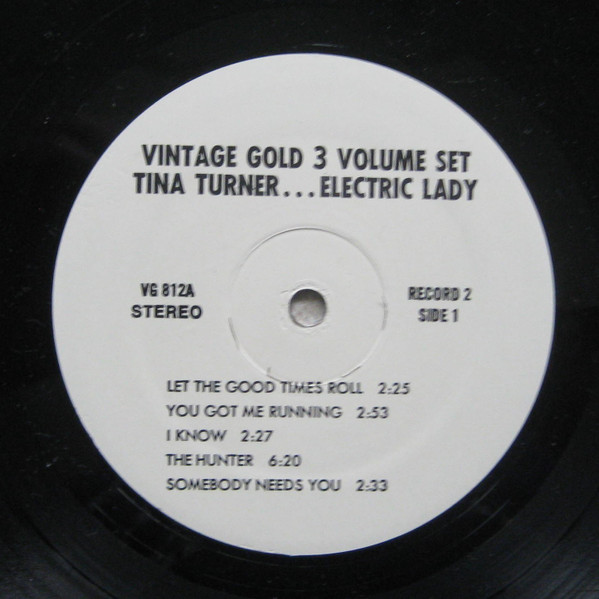 VINTAGE GOLD 3 VOLUME SET
TINA TURNER...ELECTRIC LADY
VG 812A
STEREO
RECORD 2
SIDE 1
LET THE GOOD TIMES ROLL 2:25
YOU GOT ME RUNNING 2:53
I KNOW 2:27
THE HUNTER 6:20
SOMEBODY NEEDS YOU 2:33